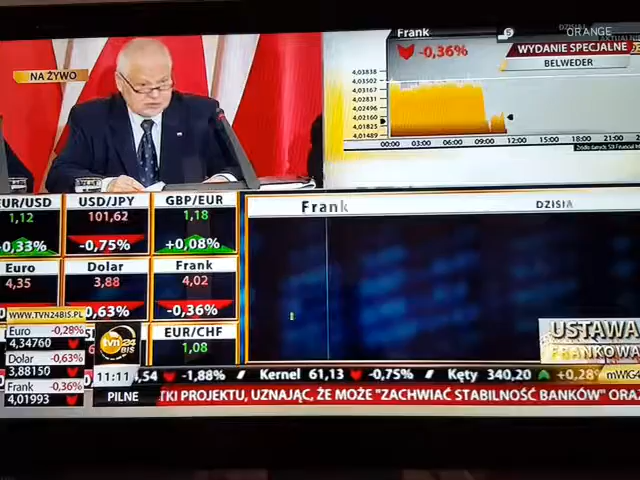 NA ŻYWO
Frank
S
DZISIAJ
ORANGE
-0,36%
WYDANIE SPECJALNE
BELWEDER
4,03838
4,03502
4,03167
4,02831
4,02496
4,02160
4,01825
4,01489
00:00 03:00 06:00 09:00 12:00 15:00 18:00 21:00
EUR/USD
1,12
-0,33%
USD/JPY
101,62
-0,75%
GBP/EUR
1,18
+0,08%
Frank
DZISIA
Euro
4,35
Dolar
3,88
0,63%
Frank
4,02
-0,36%
WWW.TVN24BIS.PL
Euro -0,28%
4,34760
Dolar -0,63%
3,88150
Frank -0,36%
4,01993
tvn24
BIS
EUR/CHF
1,08
USTAWA
FRANKOWA
11:11
,54 -1,88% Kernel 61,13 -0,75% Kęty 340,20 +0,28% mWIG4
PILNE
TKI PROJEKTU, UZNAJĄC, ŻE MOŻE "ZACHWIAĆ STABILNOŚĆ BANKÓW" ORA